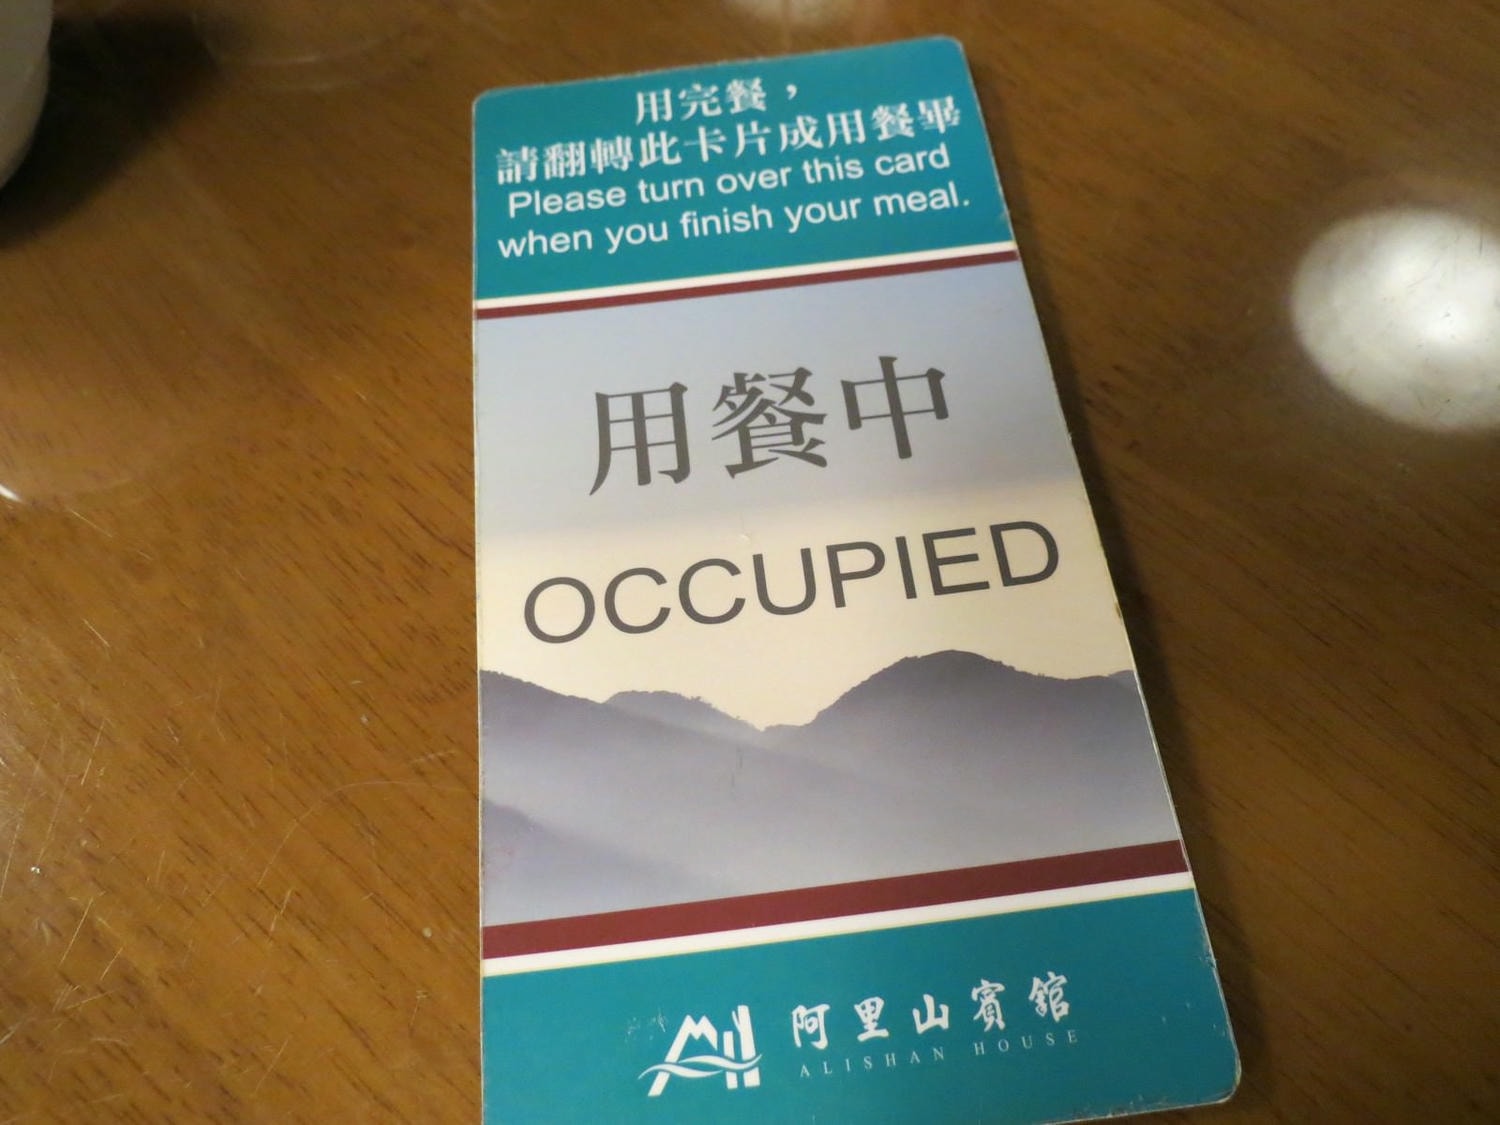 用完餐，
請翻轉此卡片成用餐畢
Please turn over this card
when you finish your meal.
用餐中
OCCUPIED
阿里山賓館
ALISHAN HOUSE